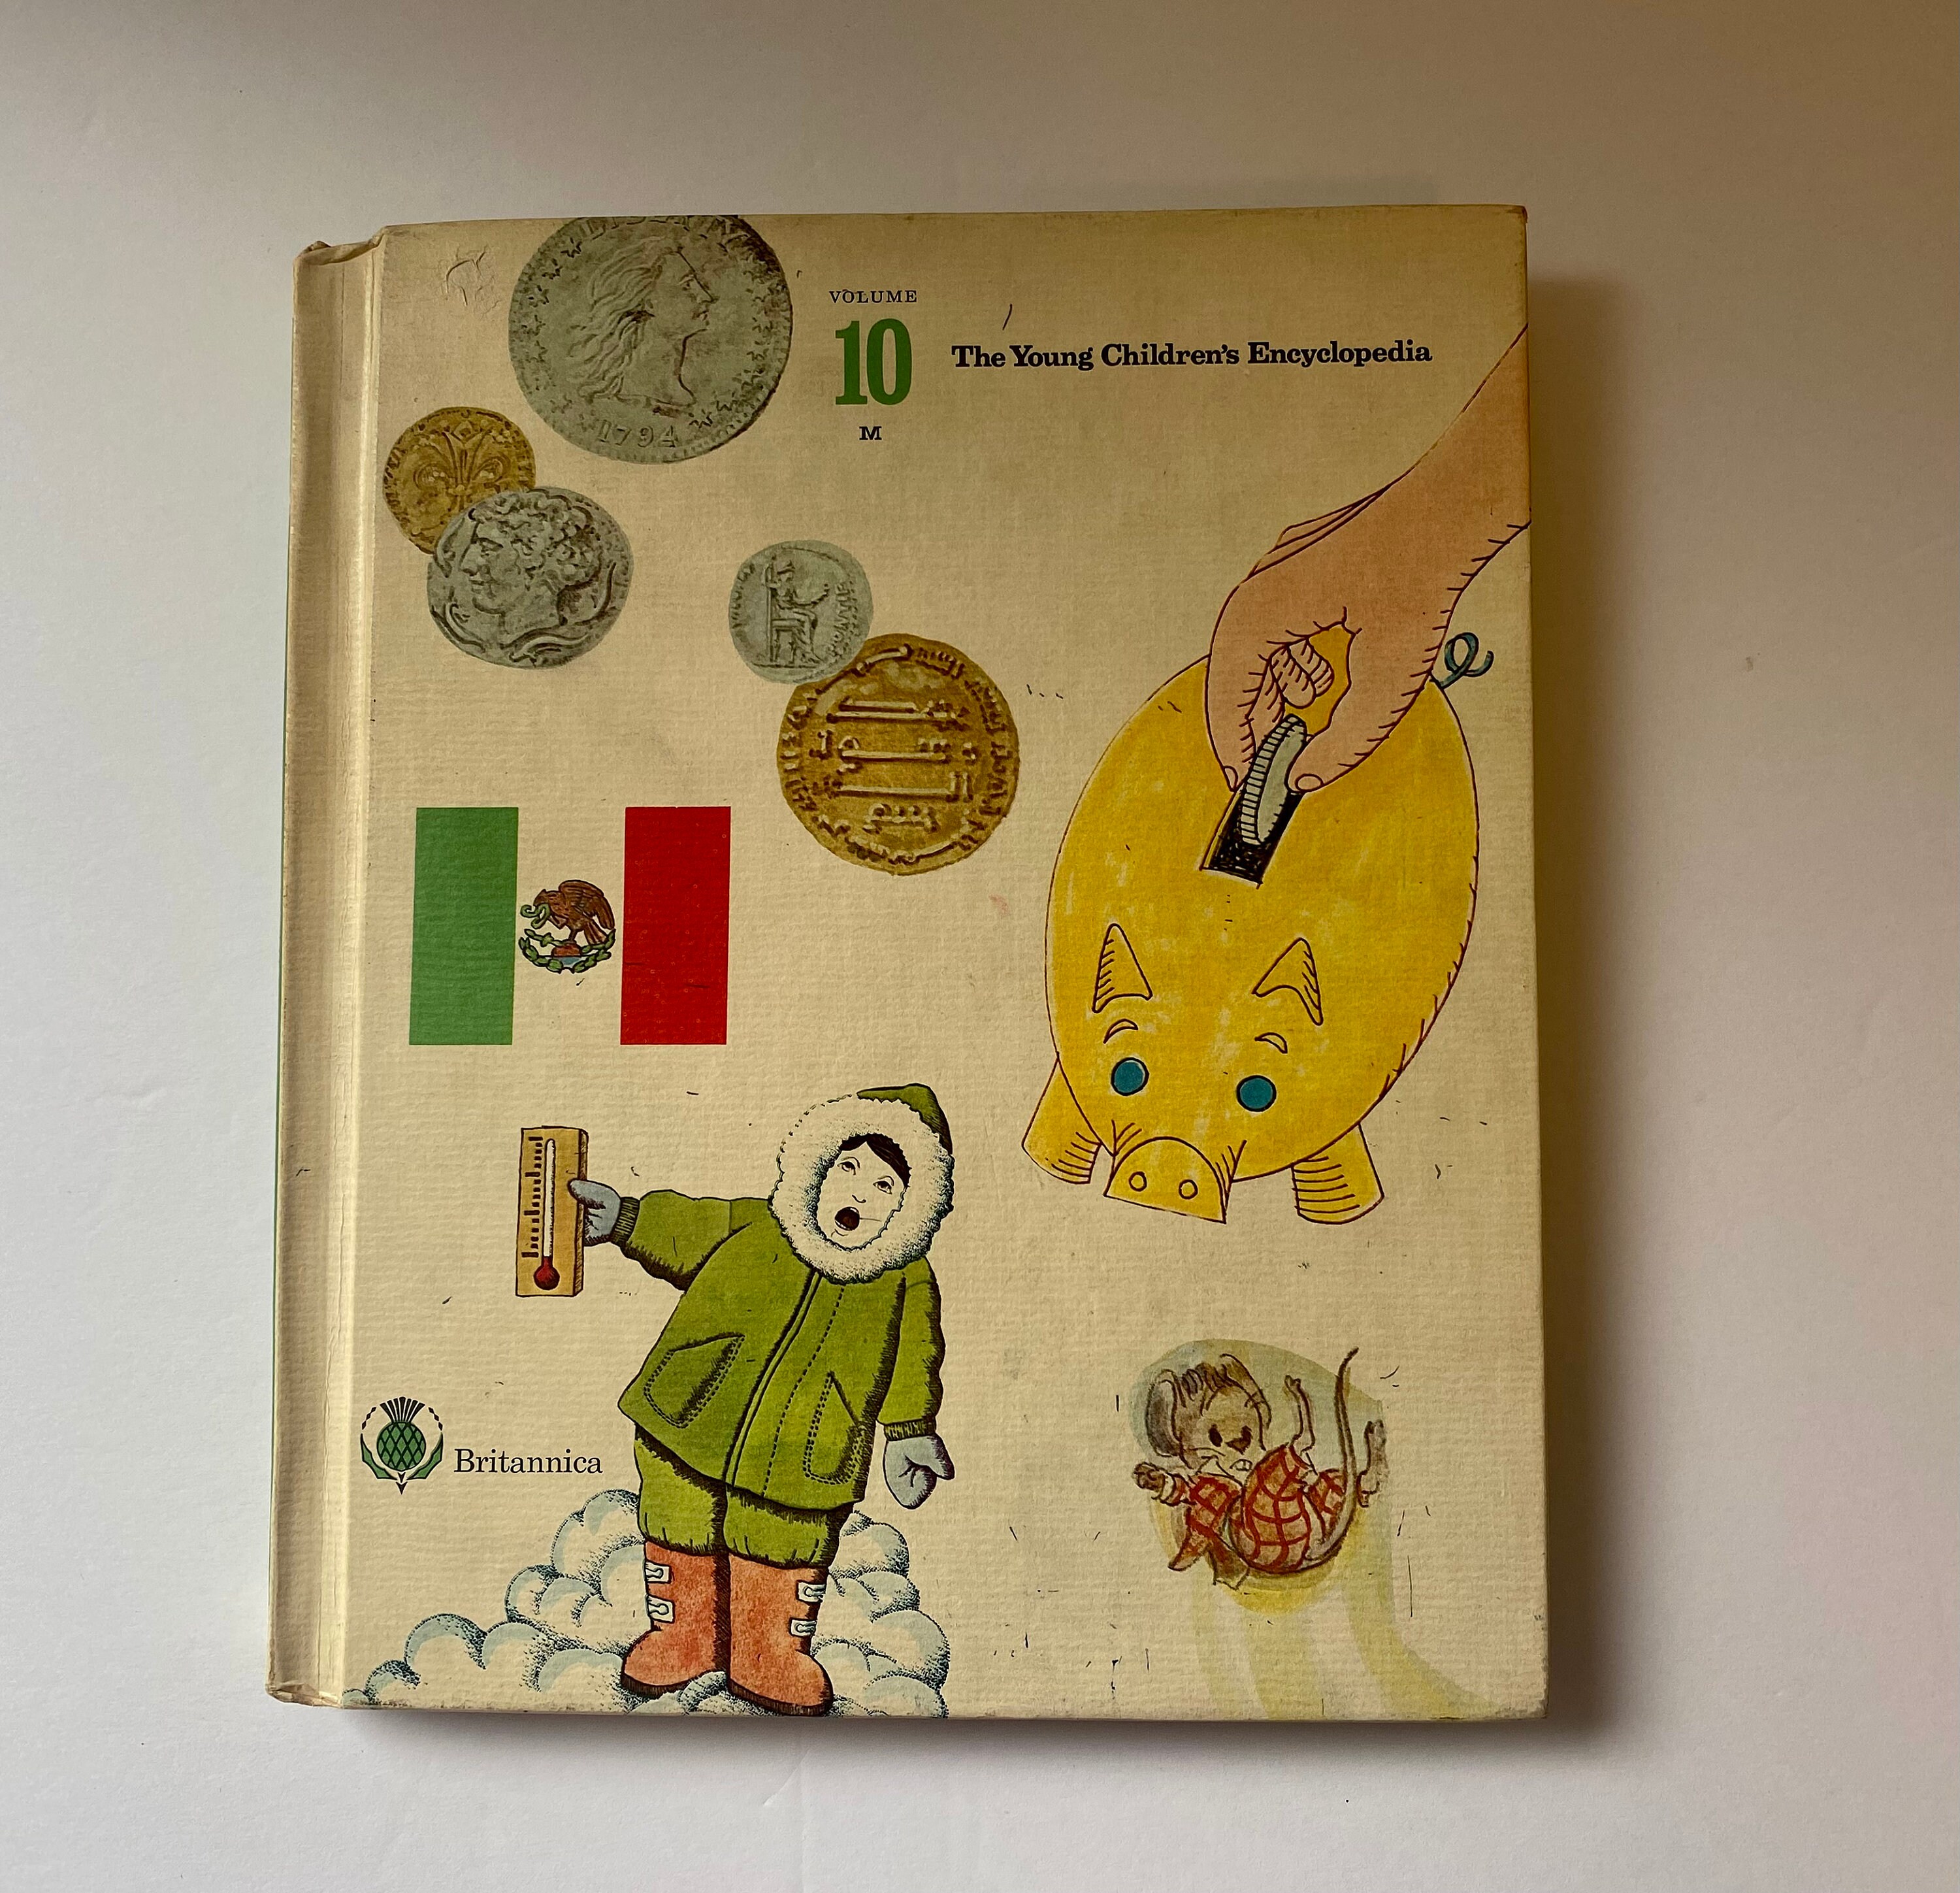 VOLUME
10
M
The Young Children's Encyclopedia
1794
Britannica